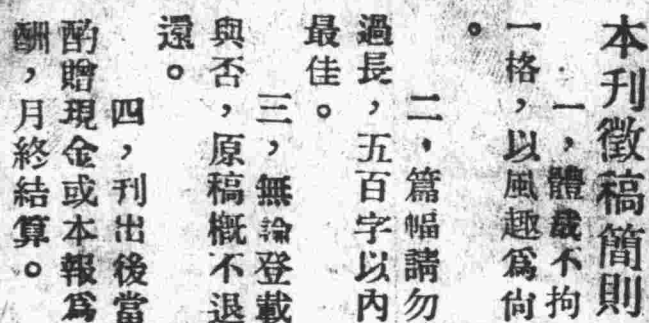 本刊徵稿簡則
一，體裁不拘
一格，以風趣爲尙
。
二，篇幅請勿
過長，五百字以內
最佳。
三，無論登載
與否，原稿槪不退
還。
四，刊出後當
酌贈現金或本報爲
酬，月終結算。